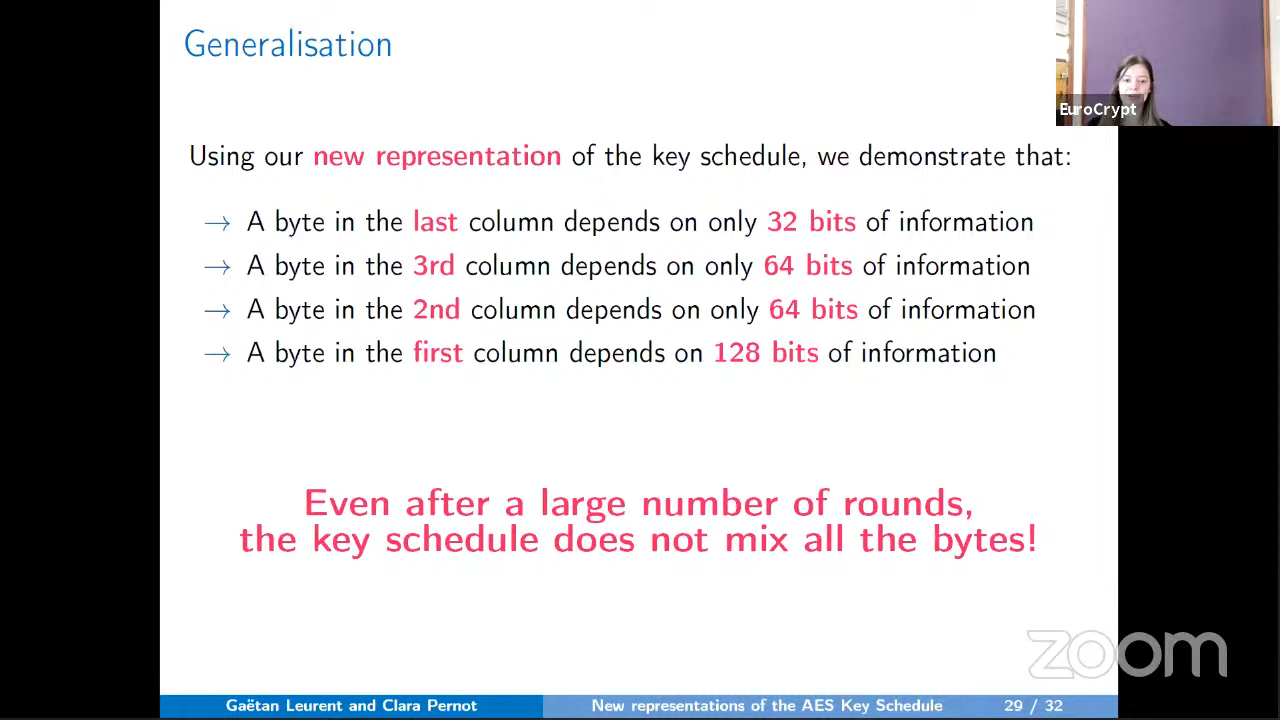 Generalisation
EuroCrypt
Using our new representation of the key schedule, we demonstrate that:
→ A byte in the last column depends on only 32 bits of information
→ A byte in the 3rd column depends on only 64 bits of information
→ A byte in the 2nd column depends on only 64 bits of information
→ A byte in the first column depends on 128 bits of information
Even after a large number of rounds,
the key schedule does not mix all the bytes!
zoom
Gaëtan Leurent and Clara Pernot New representations of the AES Key Schedule 29 / 32